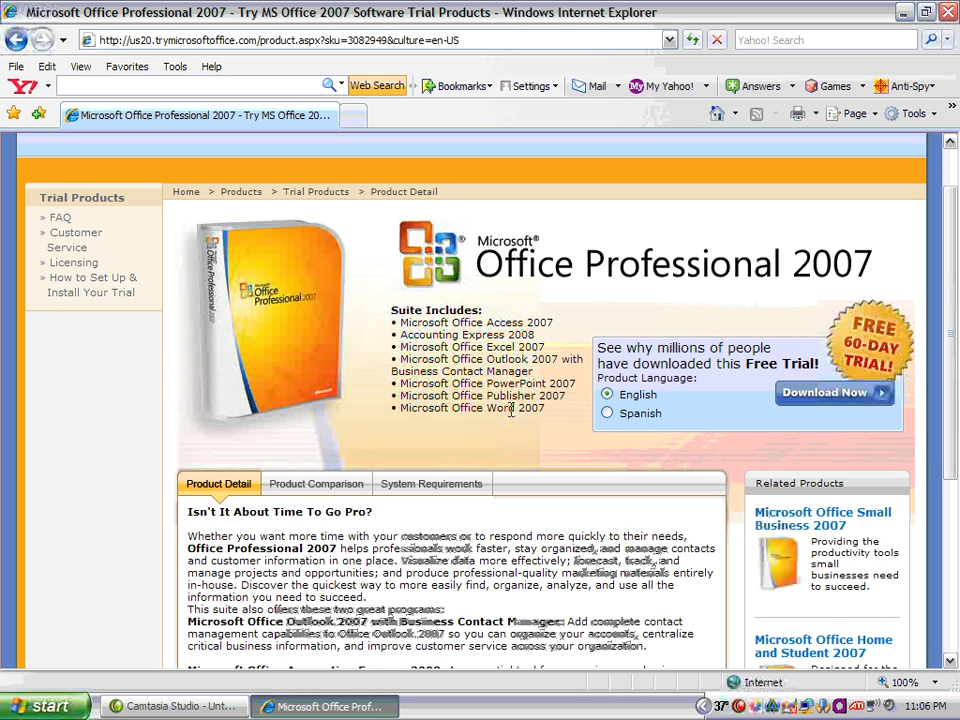 Microsoft Office Professional 2007 - Try MS Office 2007 Software Trial Products - Windows Internet Explorer
http://us20.trymicrosoftoffice.com/product.aspx?sku=3082949&culture=en-US
Yahoo! Search
File Edit View Favorites Tools Help
Y! Web Search Bookmarks Settings Mail My Yahoo! Answers Games Anti-Spy
Microsoft Office Professional 2007 - Try MS Office 20...
Page Tools
Trial Products
» FAQ
» Customer
Service
» Licensing
» How to Set Up &
Install Your Trial
Home > Products > Trial Products > Product Detail
Office Professional 2007
Microsoft®
Office Professional 2007
Suite Includes:
• Microsoft Office Access 2007
• Accounting Express 2008
• Microsoft Office Excel 2007
• Microsoft Office Outlook 2007 with
Business Contact Manager
• Microsoft Office PowerPoint 2007
• Microsoft Office Publisher 2007
• Microsoft Office Word 2007
FREE
60-DAY
TRIAL!
See why millions of people
have downloaded this Free Trial!
Product Language:
English
Spanish
Download Now
Product Detail Product Comparison System Requirements
Isn't It About Time To Go Pro?
Whether you want more time with your customers or to respond more quickly to their needs,
Office Professional 2007 helps professionals work faster, stay organized, and manage contacts
and customer information in one place. Visualize data more effectively; forecast, track, and
manage projects and opportunities; and produce professional-quality marketing materials entirely
in-house. Discover the quickest way to more easily find, organize, analyze, and use all the
information you need to succeed.
This suite also offers these two great programs:
Microsoft Office Outlook 2007 with Business Contact Manager: Add complete contact
management capabilities to Office Outlook 2007 so you can organize your accounts, centralize
critical business information, and improve customer service across your organization.
Related Products
Microsoft Office Small
Business 2007
Providing the
productivity tools
small
businesses need
to succeed.
Microsoft Office Home
and Student 2007
Designed for the
Internet 100%
start Camtasia Studio - Unt... Microsoft Office Prof... 37° 11:06 PM